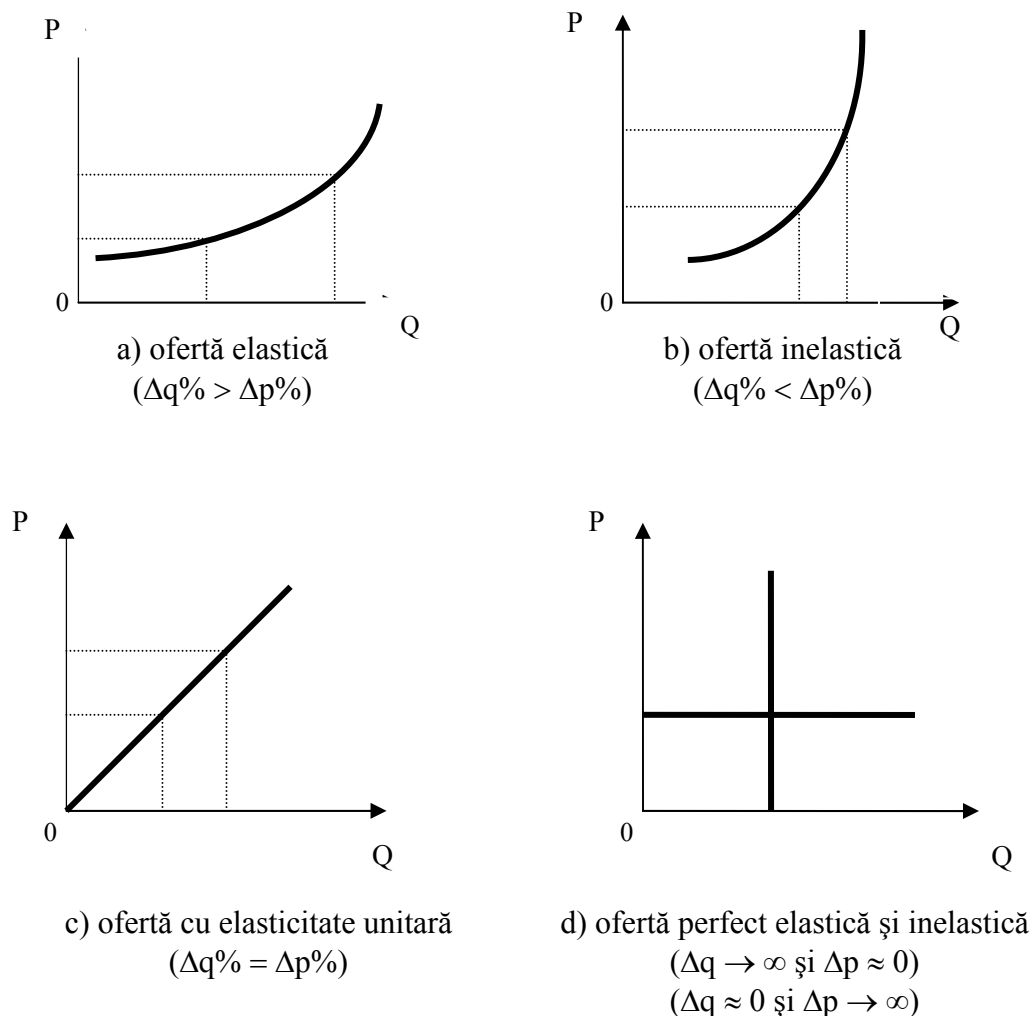 P
0
Q
a) ofertă elastică
(Δq% > Δp%)
P
0
Q
b) ofertă inelastică
(Δq% < Δp%)
P
0
Q
c) ofertă cu elasticitate unitară
(Δq% = Δp%)
P
0
Q
d) ofertă perfect elastică şi inelastică
(Δq → ∞ şi Δp ≈ 0)
(Δq ≈ 0 şi Δp → ∞)